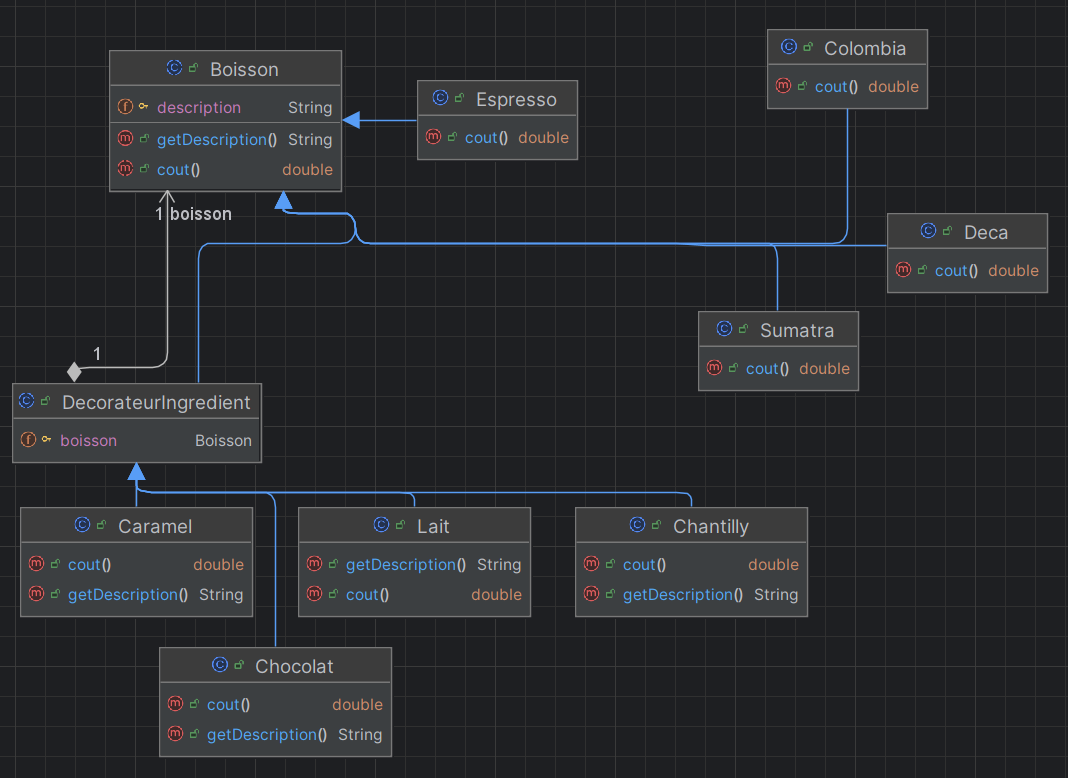 Boisson
description String
getDescription() String
cout() double
Espresso
cout() double
Colombia
cout() double
1 boisson
Deca
cout() double
Sumatra
cout() double
1
DecorateurIngredient
boisson Boisson
Caramel
cout() double
getDescription() String
Lait
getDescription() String
cout() double
Chantilly
cout() double
getDescription() String
Chocolat
cout() double
getDescription() String